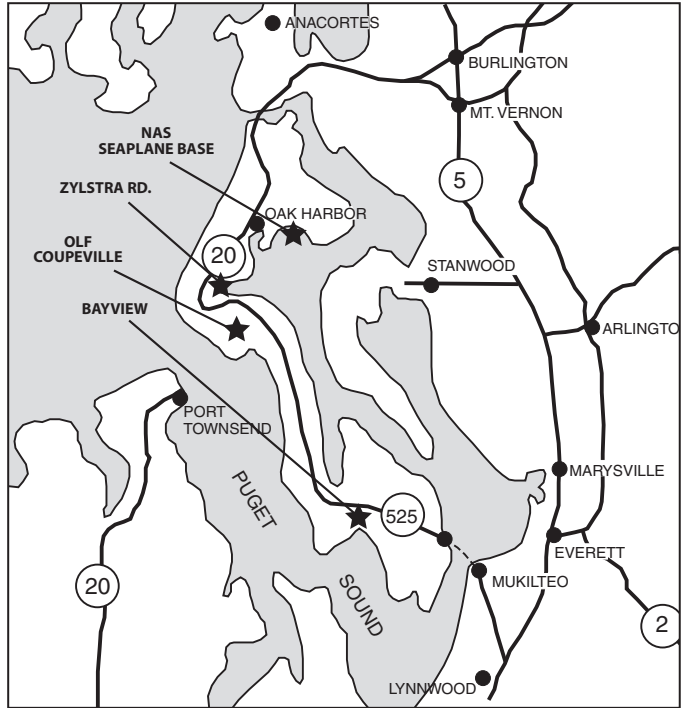 ANACORTES
BURLINGTON
MT. VERNON
NAS
SEAPLANE BASE
5
ZYLSTRA RD.
OAK HARBOR
OLF
COUPEVILLE
20
STANWOOD
BAYVIEW
ARLINGTO
PORT
TOWNSEND
MARYSVILLE
PUGET
525
EVERETT
MUKILTEO
20
SOUND
2
LYNNWOOD